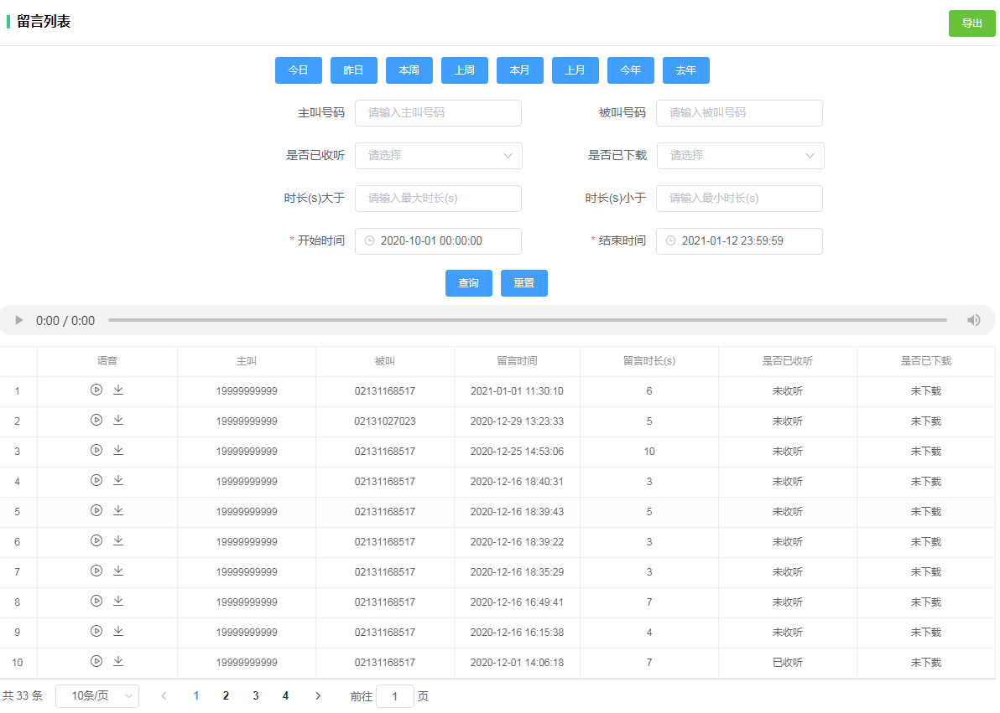 留言列表
导出
今日 昨日 本周 上周 本月 上月 今年 去年
主叫号码 请输入主叫号码 被叫号码 请输入被叫号码
是否已收听 请选择 是否已下载 请选择
时长(s)大于 请输入最大时长(s) 时长(s)小于 请输入最小时长(s)
* 开始时间 2020-10-01 00:00:00 * 结束时间 2021-01-12 23:59:59
查询 重置
0:00 / 0:00
语音 主叫 被叫 留言时间 留言时长(s) 是否已收听 是否已下载
1 19999999999 02131168517 2021-01-01 11:30:10 6 未收听 未下载
2 19999999999 02131027023 2020-12-29 13:23:33 5 未收听 未下载
3 19999999999 02131168517 2020-12-25 14:53:06 10 未收听 未下载
4 19999999999 02131168517 2020-12-16 18:40:31 3 未收听 未下载
5 19999999999 02131168517 2020-12-16 18:39:43 5 未收听 未下载
6 19999999999 02131168517 2020-12-16 18:39:22 3 未收听 未下载
7 19999999999 02131168517 2020-12-16 18:35:29 3 未收听 未下载
8 19999999999 02131168517 2020-12-16 16:49:41 7 未收听 未下载
9 19999999999 02131168517 2020-12-16 16:15:38 4 未收听 未下载
10 19999999999 02131168517 2020-12-01 14:06:18 7 已收听 未下载
共 33 条 10条/页 1 2 3 4 前往 1 页